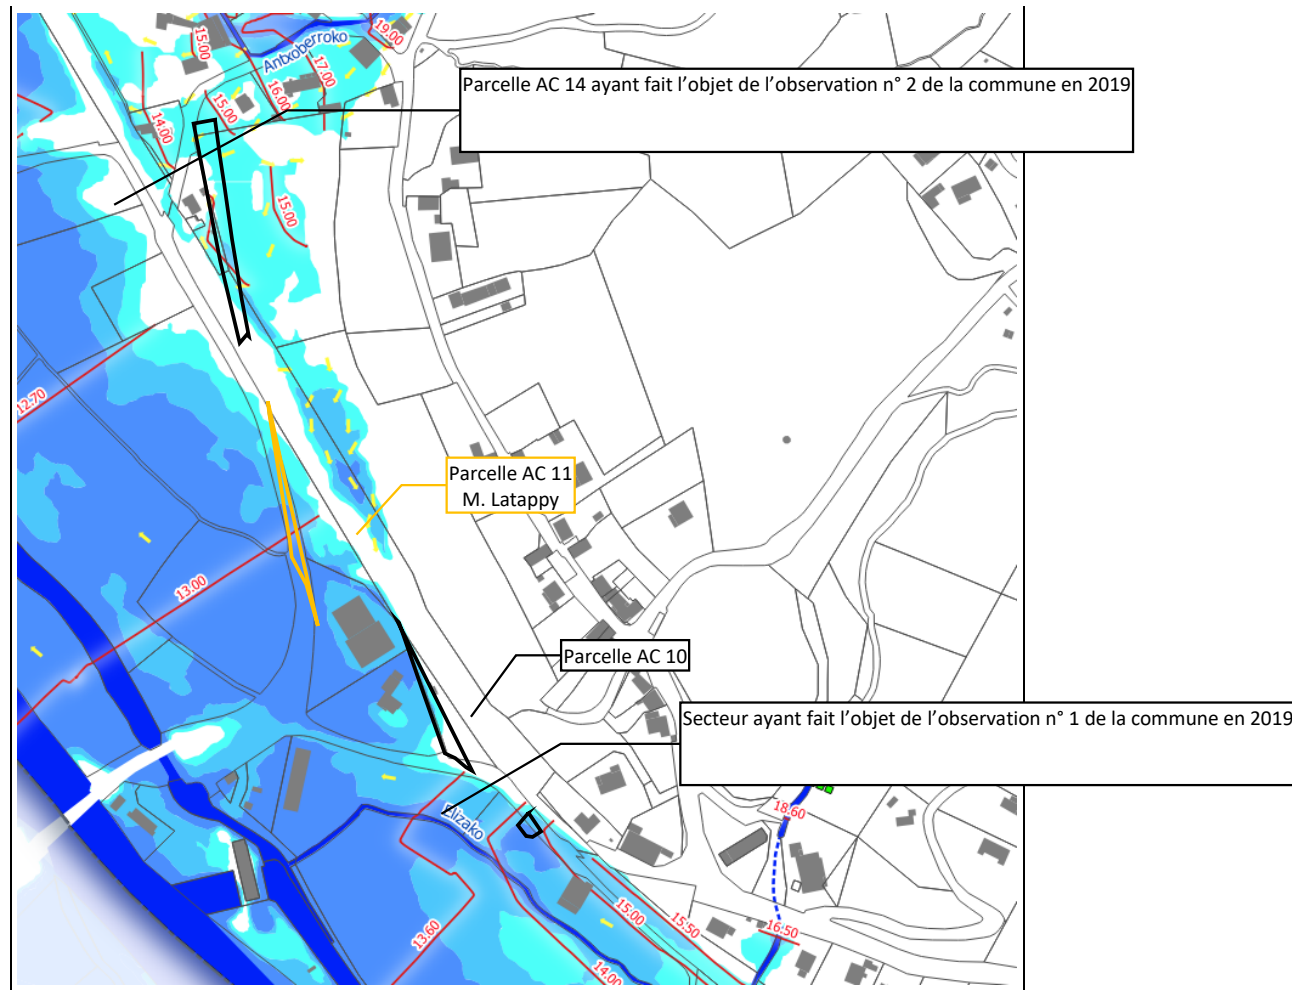 19.00
15.00
Antxoberroko
17.00
16.00
Parcelle AC 14 ayant fait l’objet de l’observation n° 2 de la commune en 2019
15.00
14.00
15.00
12.70
Parcelle AC 11
M. Latappy
13.00
Parcelle AC 10
Secteur ayant fait l’objet de l’observation n° 1 de la commune en 2019
Elizako
18.60
15.00
15.50
16.50
13.60
14.00